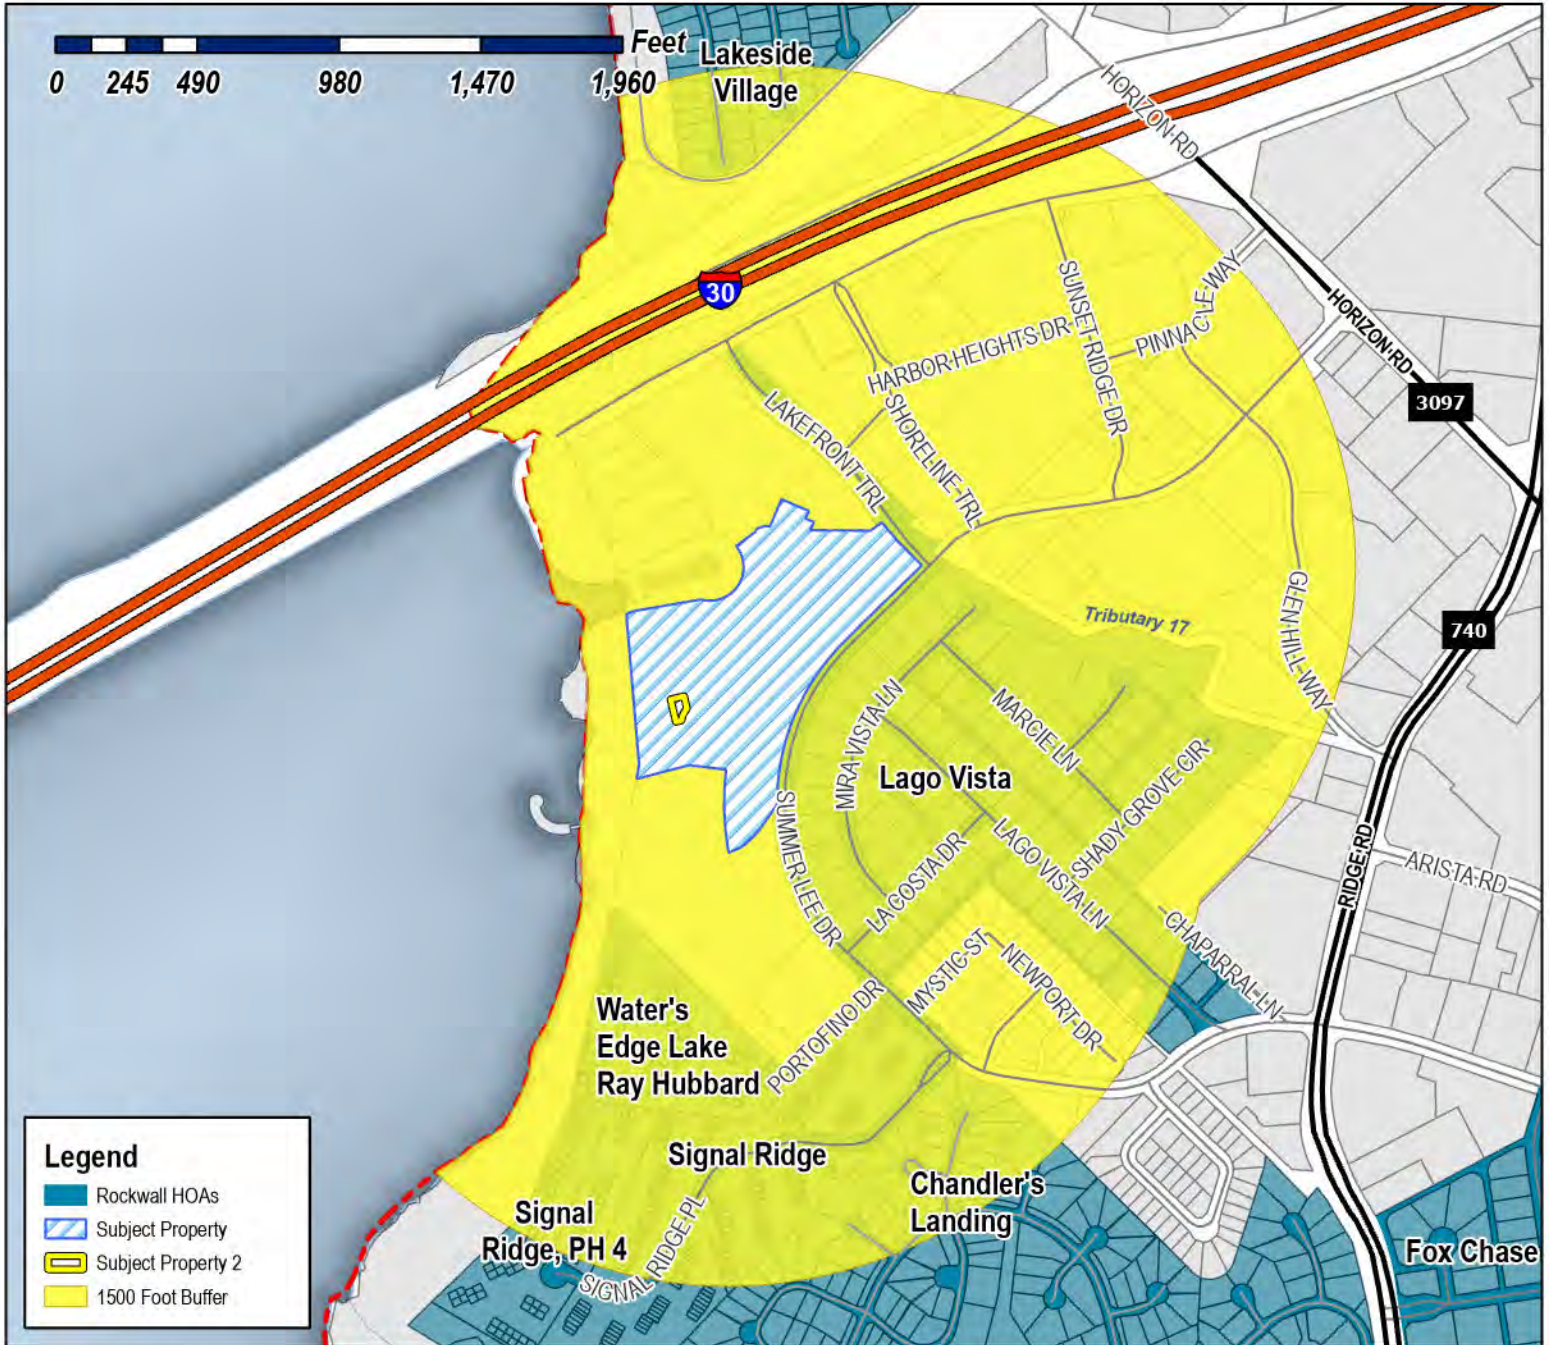 Feet
0 245 490 980 1,470 1,960
Lakeside
Village
HORIZON RD
30
SUNSET RIDGE DR
PINNACLE WAY
HORIZON RD
HARBOR HEIGHTS DR
3097
LAKEFRONT TRL
SHORELINE TRL
GLEN HILL WAY
Tributary 17
740
MIRA VISTA LN
MARCIE LN
Lago Vista
SHADY GROVE CIR
SUMMER LEE DR
LA COSTA DR
LAGO VISTA LN
RIDGE RD
ARISTA RD
CHAPARRAL LN
MYSTIC ST
NEWPORT DR
PORTOFINO DR
Water's
Edge Lake
Ray Hubbard
Signal Ridge
Chandler's
Landing
Signal
Ridge, PH 4
SIGNAL RIDGE PL
Fox Chase
Legend
Rockwall HOAs
Subject Property
Subject Property 2
1500 Foot Buffer